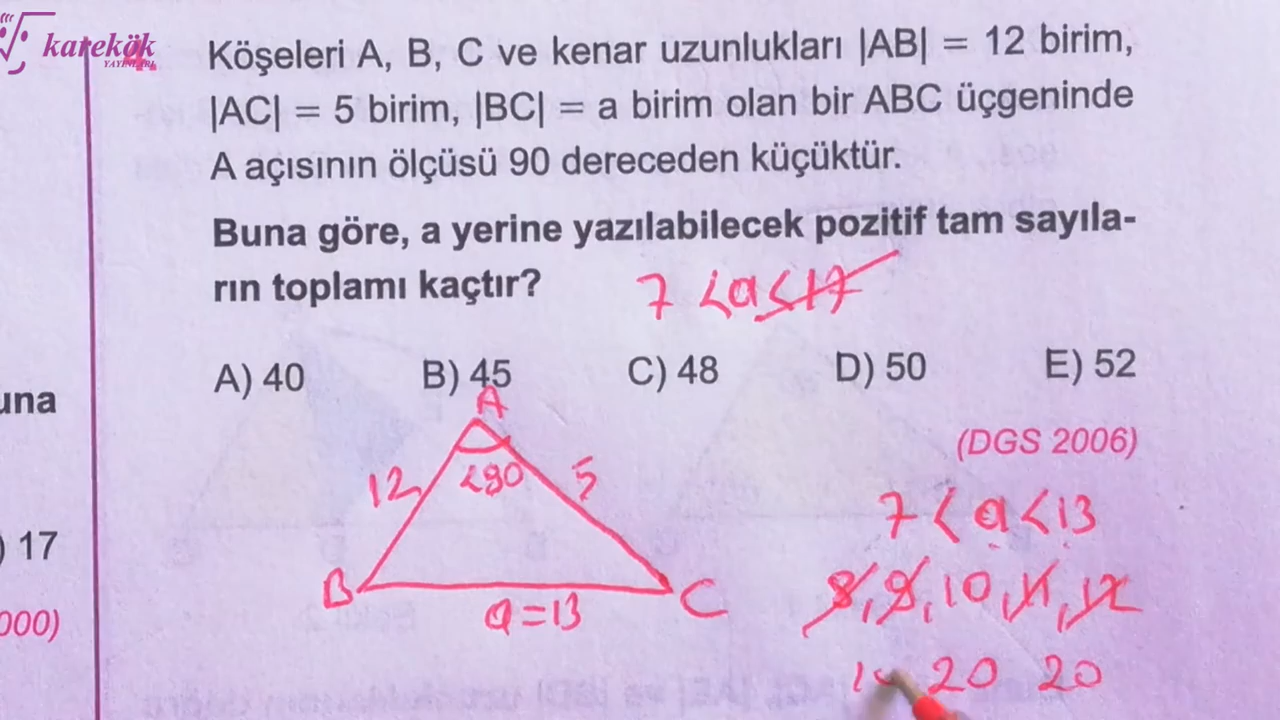 karekök
YAYINLARI
Köşeleri A, B, C ve kenar uzunlukları |AB| = 12 birim,
|AC| = 5 birim, |BC| = a birim olan bir ABC üçgeninde
A açısının ölçüsü 90 dereceden küçüktür.
Buna göre, a yerine yazılabilecek pozitif tam sayıla-
rın toplamı kaçtır?
7 < a < 17
A) 40 B) 45 C) 48 D) 50 E) 52
una
A
(DGS 2006)
12 <90 5
7 < a < 13
) 17
B C
8, 9, 10, 11, 12
a = 13
000)
20 20